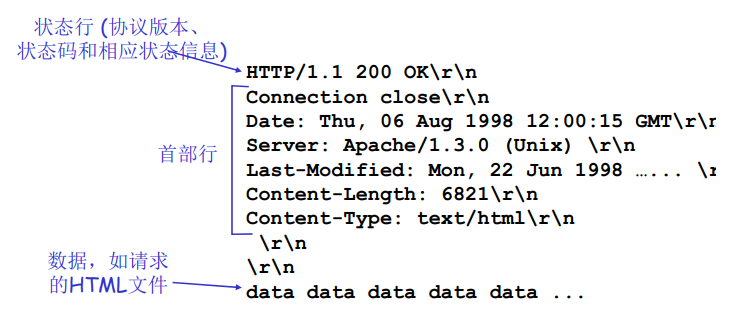 状态行 (协议版本、
状态码和相应状态信息)
HTTP/1.1 200 OK\r\n
Connection close\r\n
Date: Thu, 06 Aug 1998 12:00:15 GMT\r\n
Server: Apache/1.3.0 (Unix) \r\n
首部行
Last-Modified: Mon, 22 Jun 1998 …... \r
Content-Length: 6821\r\n
Content-Type: text/html\r\n
\r\n
\r\n
数据，如请求
的HTML文件
data data data data data ...